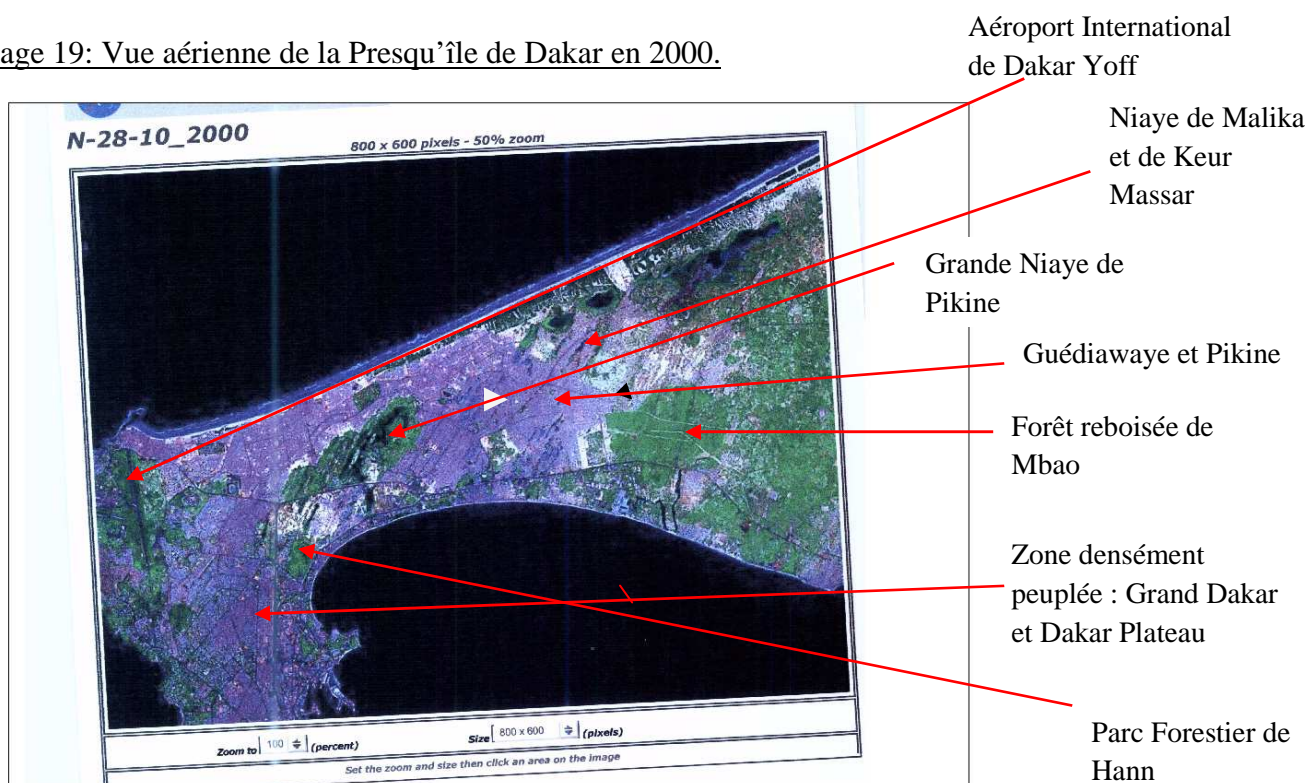 age 19: Vue aérienne de la Presqu'île de Dakar en 2000.
Aéroport International
de Dakar Yoff
N-28-10_2000
800 x 600 pixels - 50% zoom
Niaye de Malika
et de Keur
Massar
Grande Niaye de
Pikine
Guédiawaye et Pikine
Forêt reboisée de
Mbao
Zone densément
peuplée : Grand Dakar
et Dakar Plateau
Parc Forestier de
Hann
Zoom to 100 (percent)
Size 800 x 600 (pixels)
Set the zoom and size then click an area on the image